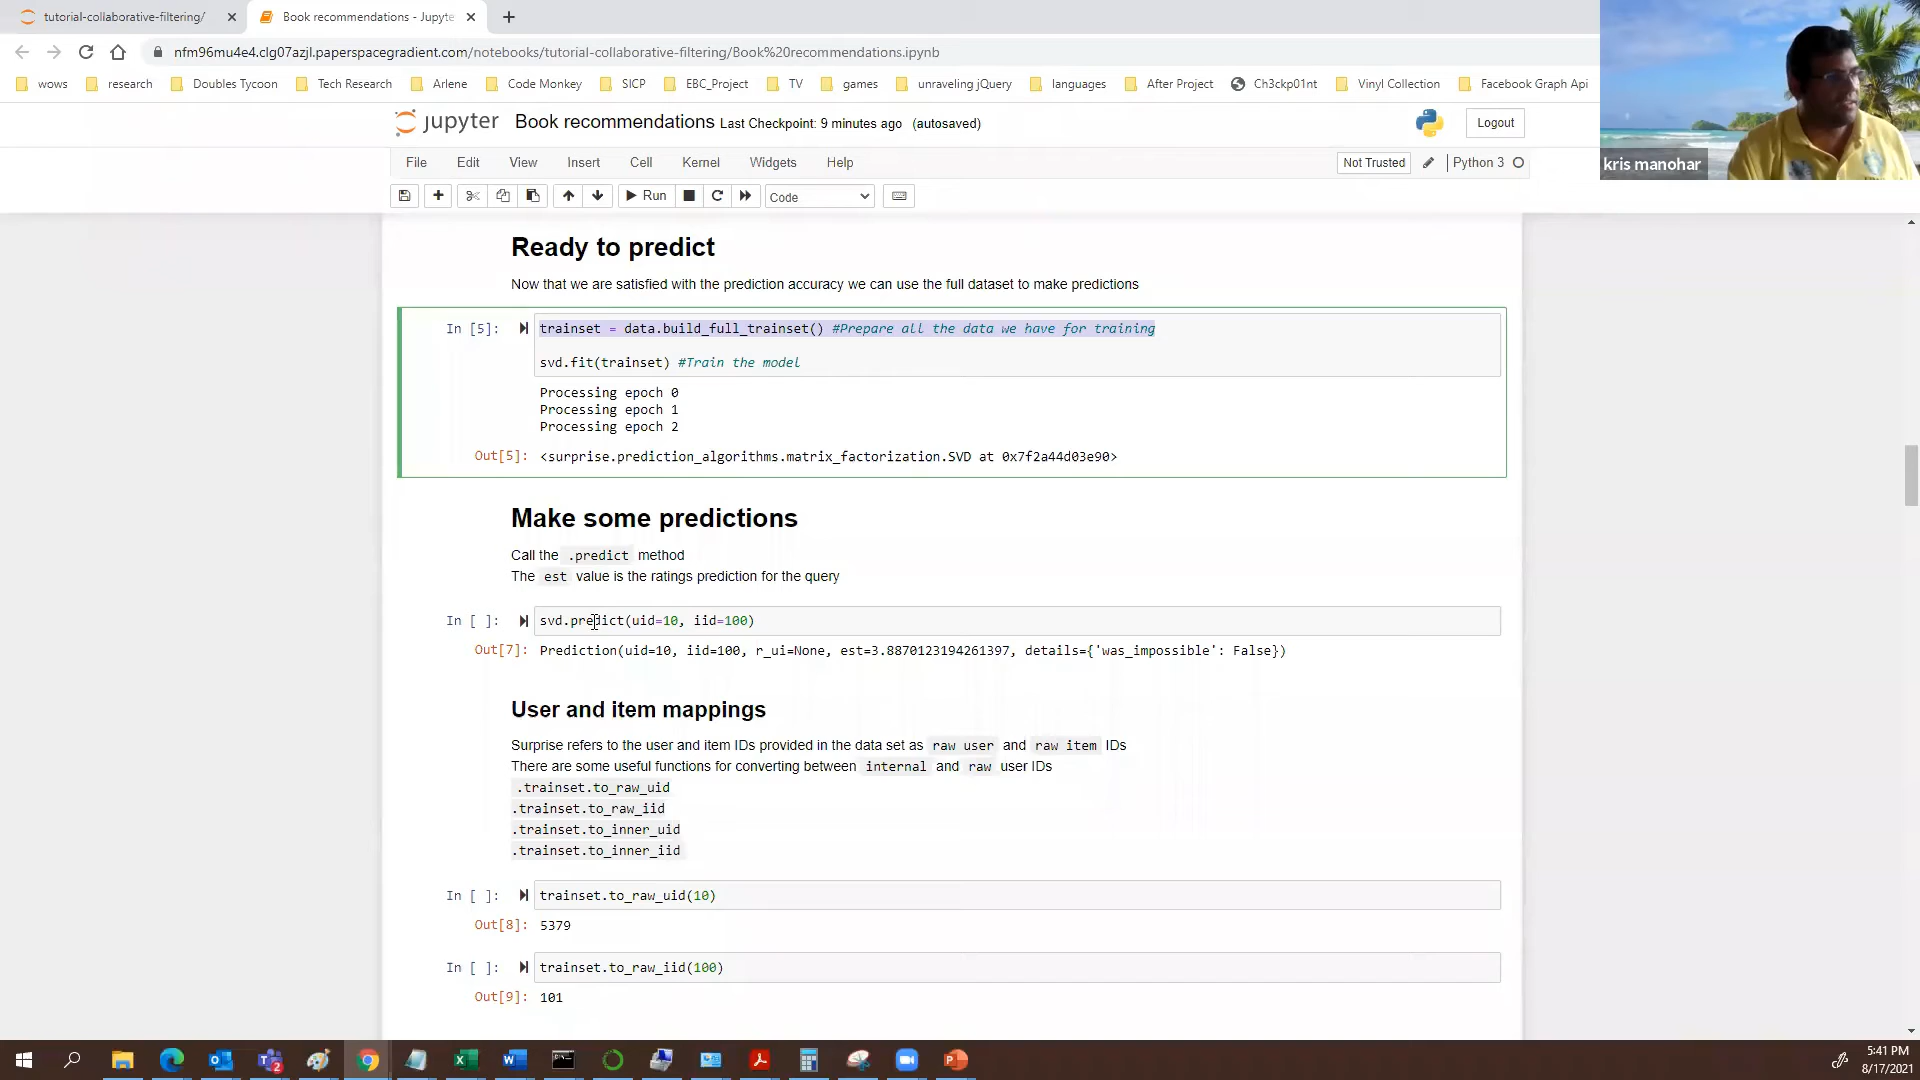 tutorial-collaborative-filtering/
Book recommendations - Jupyte
nfm96mu4e4.clg07azjl.paperspacegradient.com/notebooks/tutorial-collaborative-filtering/Book%20recommendations.ipynb
wows research Doubles Tycoon Tech Research Arlene Code Monkey SICP EBC_Project TV games unraveling jQuery languages After Project Ch3ckp01nt Vinyl Collection Facebook Graph Api
kris manohar
jupyter Book recommendations Last Checkpoint: 9 minutes ago (autosaved)
Logout
File Edit View Insert Cell Kernel Widgets Help
Not Trusted Python 3
Run Code
Ready to predict
Now that we are satisfied with the prediction accuracy we can use the full dataset to make predictions
In [5]: trainset = data.build_full_trainset() #Prepare all the data we have for training
svd.fit(trainset) #Train the model
Processing epoch 0
Processing epoch 1
Processing epoch 2
Out[5]: <surprise.prediction_algorithms.matrix_factorization.SVD at 0x7f2a44d03e90>
Make some predictions
Call the .predict method
The est value is the ratings prediction for the query
In [ ]: svd.predict(uid=10, iid=100)
Out[7]: Prediction(uid=10, iid=100, r_ui=None, est=3.8870123194261397, details={'was_impossible': False})
User and item mappings
Surprise refers to the user and item IDs provided in the data set as raw user and raw item IDs
There are some useful functions for converting between internal and raw user IDs
.trainset.to_raw_uid
.trainset.to_raw_iid
.trainset.to_inner_uid
.trainset.to_inner_iid
In [ ]: trainset.to_raw_uid(10)
Out[8]: 5379
In [ ]: trainset.to_raw_iid(100)
Out[9]: 101
5:41 PM
8/17/2021